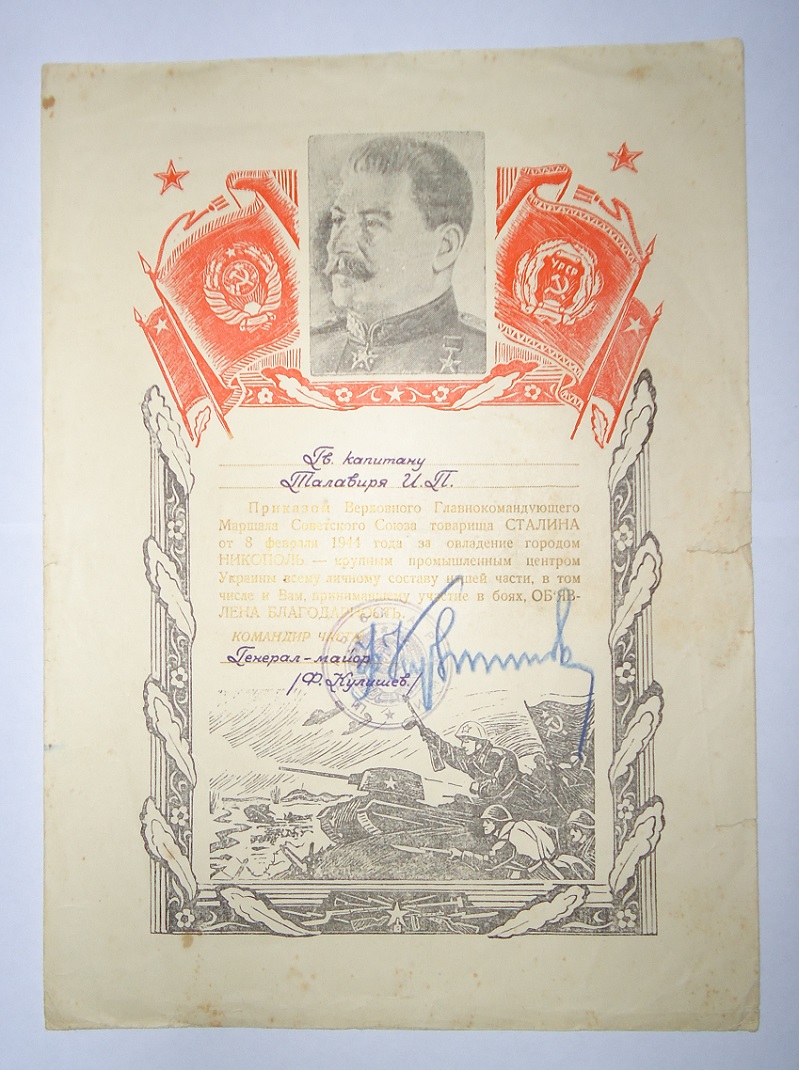 УРСР
Гв. капитану
Талавиря И.П.
Приказом Верховного Главнокомандующего
Маршала Советского Союза товарища СТАЛИНА
от 8 февраля 1944 года за овладение городом
НИКОПОЛЬ — крупным промышленным центром
Украины всему личному составу нашей части, в том
числе и Вам, принимавшему участие в боях, ОБ'ЯВ-
ЛЕНА БЛАГОДАРНОСТЬ.
КОМАНДИР ЧАСТИ
Генерал-майор
/Ф. Кулишев/